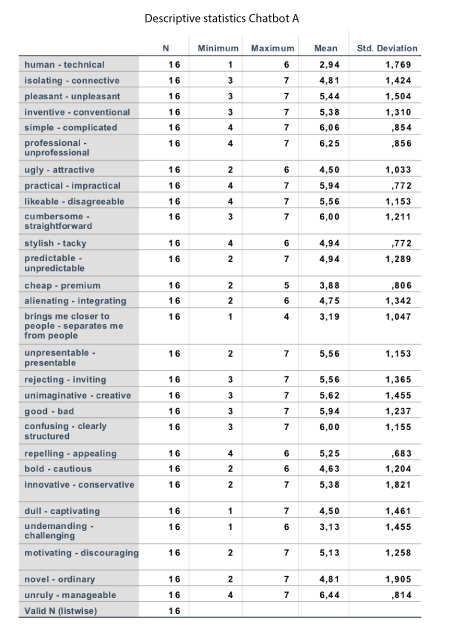 Descriptive statistics Chatbot A
N Minimum Maximum Mean Std. Deviation
human - technical 16 1 6 2,94 1,769
isolating - connective 16 3 7 4,81 1,424
pleasant - unpleasant 16 3 7 5,44 1,504
inventive - conventional 16 3 7 5,38 1,310
simple - complicated 16 4 7 6,06 ,854
professional - 16 4 7 6,25 ,856
unprofessional
ugly - attractive 16 2 6 4,50 1,033
practical - impractical 16 4 7 5,94 ,772
likeable - disagreeable 16 4 7 5,56 1,153
cumbersome - 16 3 7 6,00 1,211
straightforward
stylish - tacky 16 4 6 4,94 ,772
predictable - 16 2 7 4,94 1,289
unpredictable
cheap - premium 16 2 5 3,88 ,806
alienating - integrating 16 2 6 4,75 1,342
brings me closer to 16 1 4 3,19 1,047
people - separates me
from people
unpresentable - 16 2 7 5,56 1,153
presentable
rejecting - inviting 16 3 7 5,56 1,365
unimaginative - creative 16 3 7 5,62 1,455
good - bad 16 3 7 5,94 1,237
confusing - clearly 16 3 7 6,00 1,155
structured
repelling - appealing 16 4 6 5,25 ,683
bold - cautious 16 2 6 4,63 1,204
innovative - conservative 16 2 7 5,38 1,821
dull - captivating 16 1 7 4,50 1,461
undemanding - 16 1 6 3,13 1,455
challenging
motivating - discouraging 16 2 7 5,13 1,258
novel - ordinary 16 2 7 4,81 1,905
unruly - manageable 16 4 7 6,44 ,814
Valid N (listwise) 16